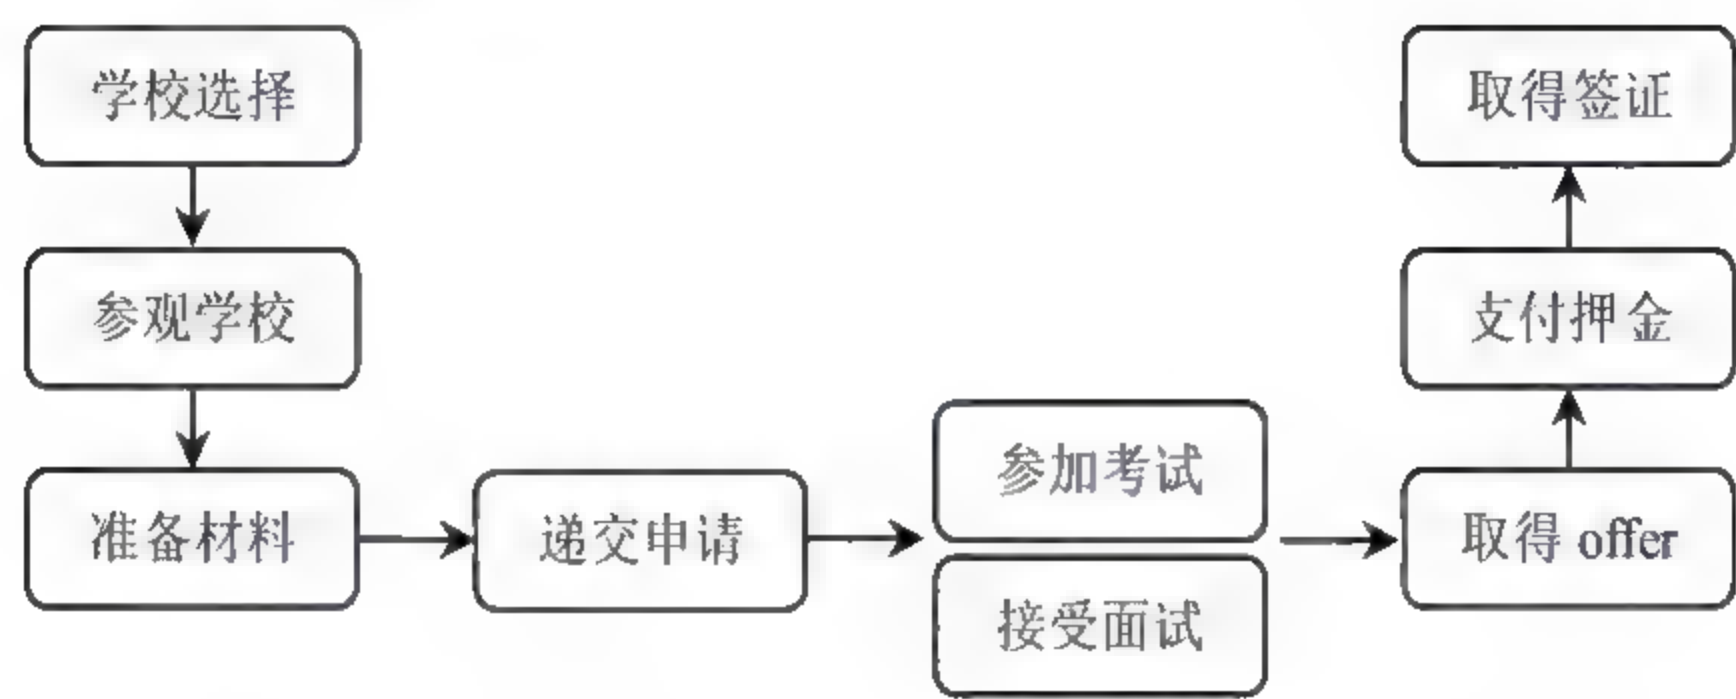 学校选择
参观学校
准备材料
递交申请
参加考试
接受面试
取得 offer
支付押金
取得签证